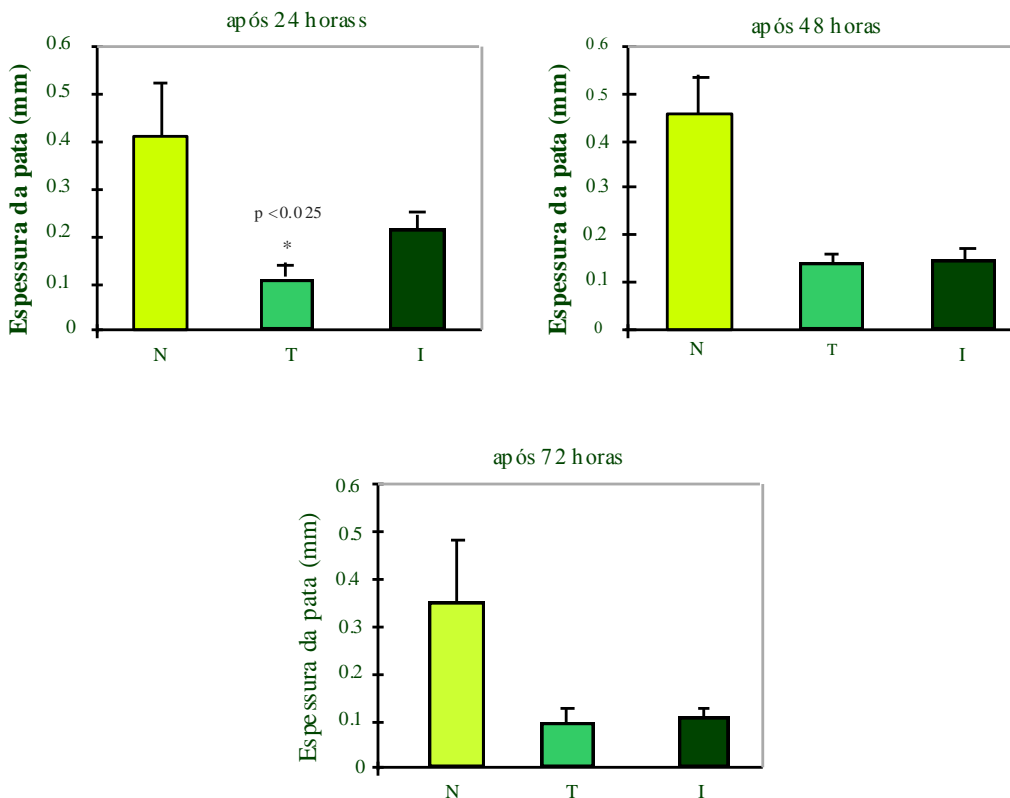 após 24 horass
Espessura da pata (mm)
0.6
0.5
0.4
0.3
0.2
0.1
0
p <0.025
*
N T I
após 48 horas
Espessura da pata (mm)
0.6
0.5
0.4
0.3
0.2
0.1
0
N T I
após 72 horas
Espessura da pata (mm)
0.6
0.5
0.4
0.3
0.2
0.1
0
N T I